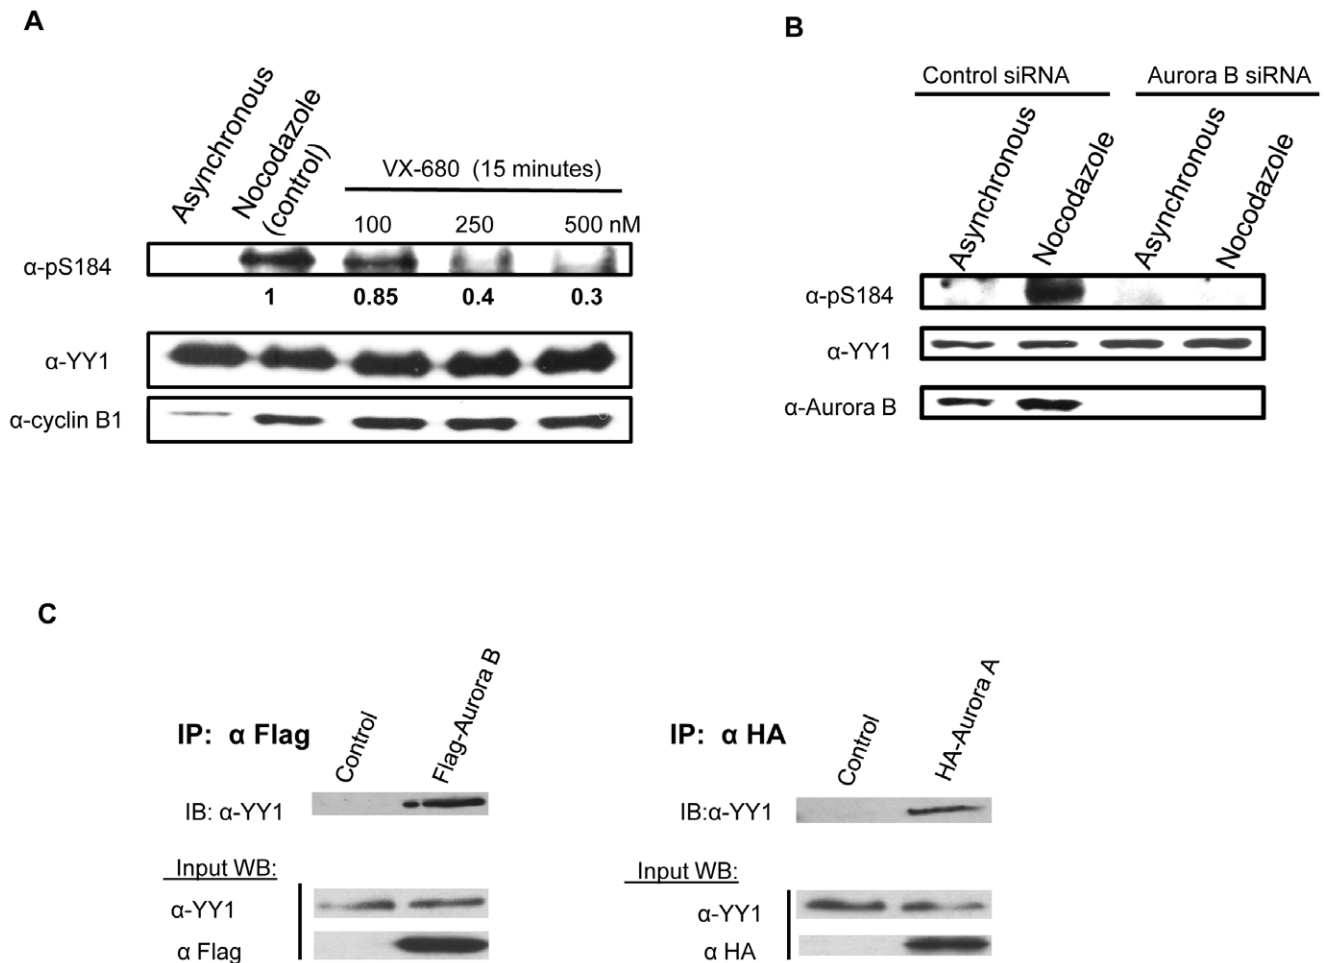 A
Asynchronous
Nocodazole
(control)
VX-680 (15 minutes)
100 250 500 nM
α-pS184
1 0.85 0.4 0.3
α-YY1
α-cyclin B1
B
Control siRNA Aurora B siRNA
Asynchronous
Nocodazole
Asynchronous
Nocodazole
α-pS184
α-YY1
α-Aurora B
C
IP: α Flag
Control
Flag-Aurora B
IB: α-YY1
Input WB:
α-YY1
α Flag
IP: α HA
Control
HA-Aurora A
IB:α-YY1
Input WB:
α-YY1
α HA